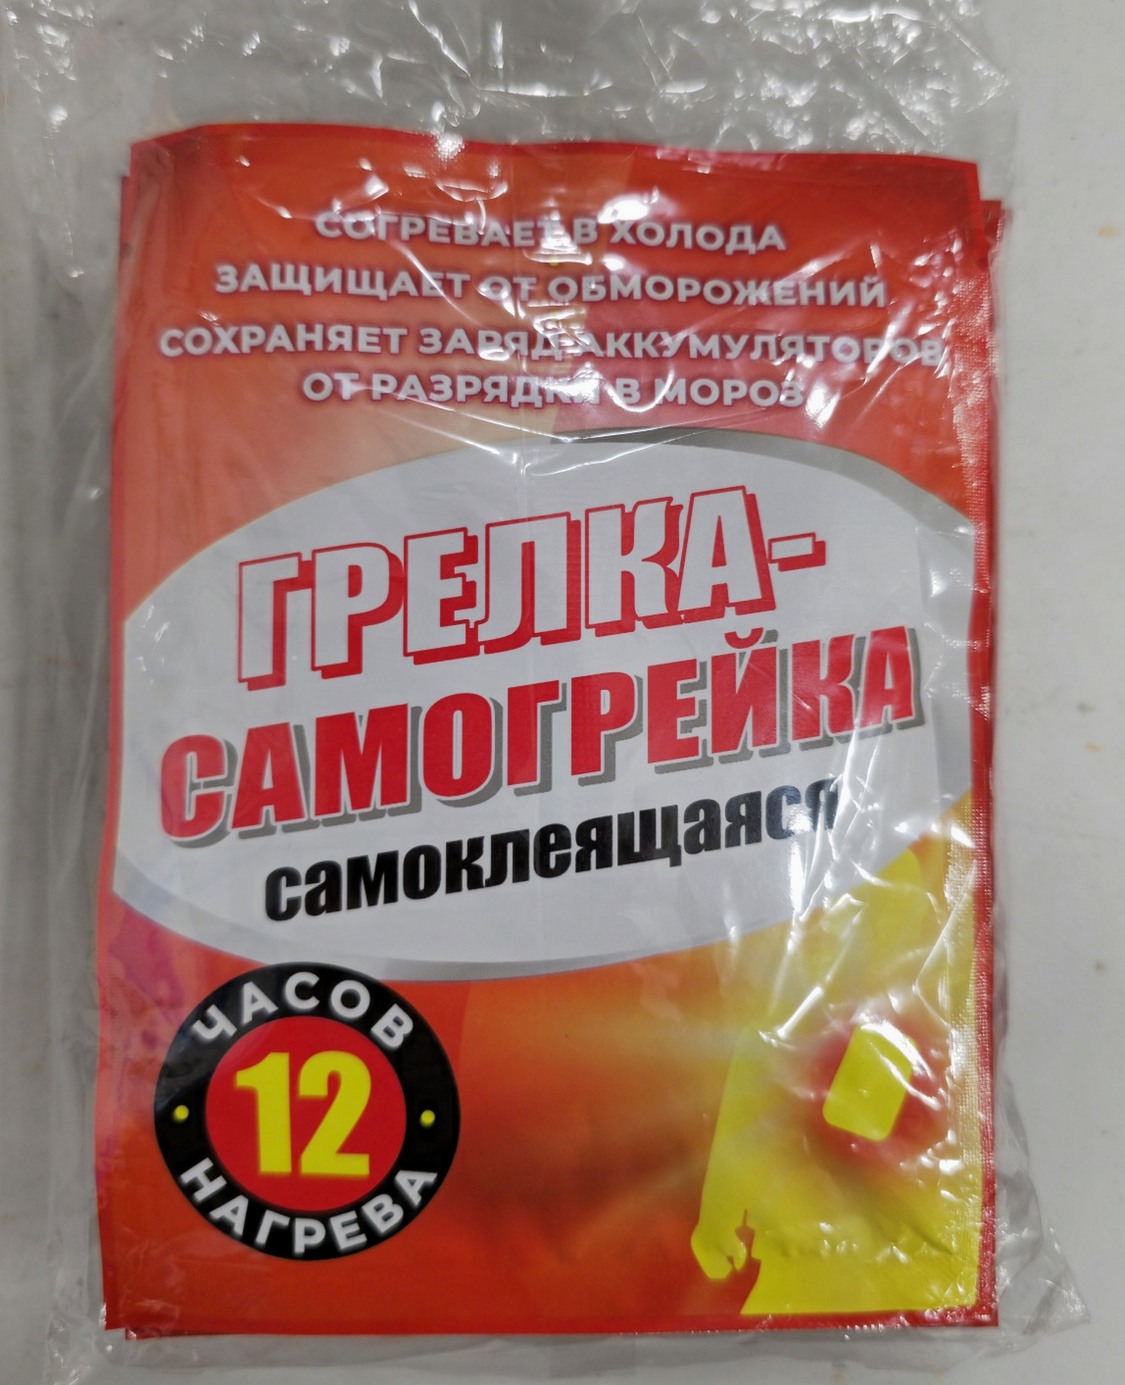 СОГРЕВАЕТ В ХОЛОДА
ЗАЩИЩАЕТ ОТ ОБМОРОЖЕНИЙ
СОХРАНЯЕТ ЗАРЯД АККУМУЛЯТОРОВ
ОТ РАЗРЯДКИ В МОРОЗ
ГРЕЛКА-
САМОГРЕЙКА
самоклеящаяся
ЧАСОВ
12
НАГРЕВА